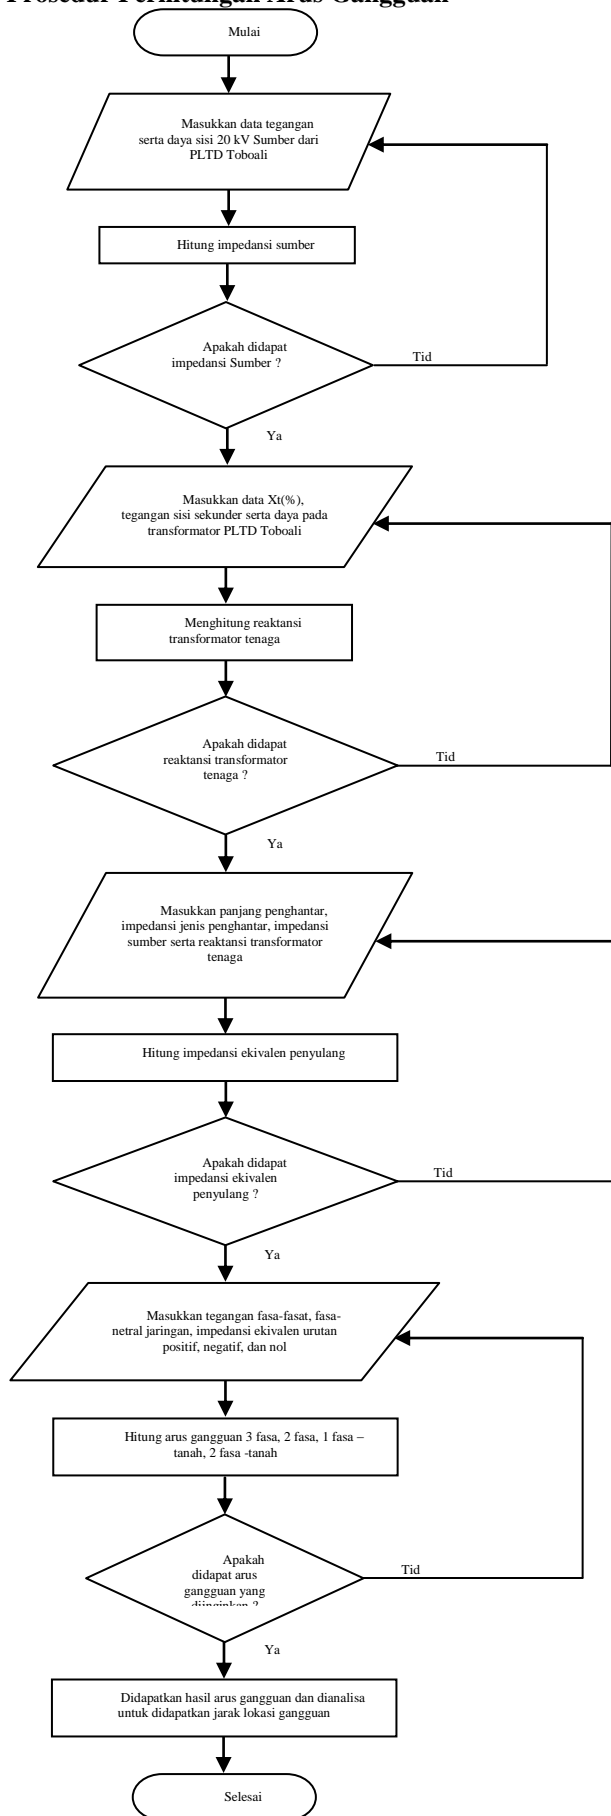 Prosedur Perhitungan Arus Gangguan
Mulai
Masukkan data tegangan
serta daya sisi 20 kV Sumber dari
PLTD Toboali
Hitung impedansi sumber
Apakah didapat
impedansi Sumber ?
Tid
Ya
Masukkan data Xt(%),
tegangan sisi sekunder serta daya pada
transformator PLTD Toboali
Menghitung reaktansi
transformator tenaga
Apakah didapat
reaktansi transformator
tenaga ?
Tid
Ya
Masukkan panjang penghantar,
impedansi jenis penghantar, impedansi
sumber serta reaktansi transformator
tenaga
Hitung impedansi ekivalen penyulang
Apakah didapat
impedansi ekivalen
penyulang ?
Tid
Ya
Masukkan tegangan fasa-fasat, fasa-
netral jaringan, impedansi ekivalen urutan
positif, negatif, dan nol
Hitung arus gangguan 3 fasa, 2 fasa, 1 fasa –
tanah, 2 fasa -tanah
Apakah
didapat arus
gangguan yang
diinginkan ?
Tid
Ya
Didapatkan hasil arus gangguan dan dianalisa
untuk didapatkan jarak lokasi gangguan
Selesai